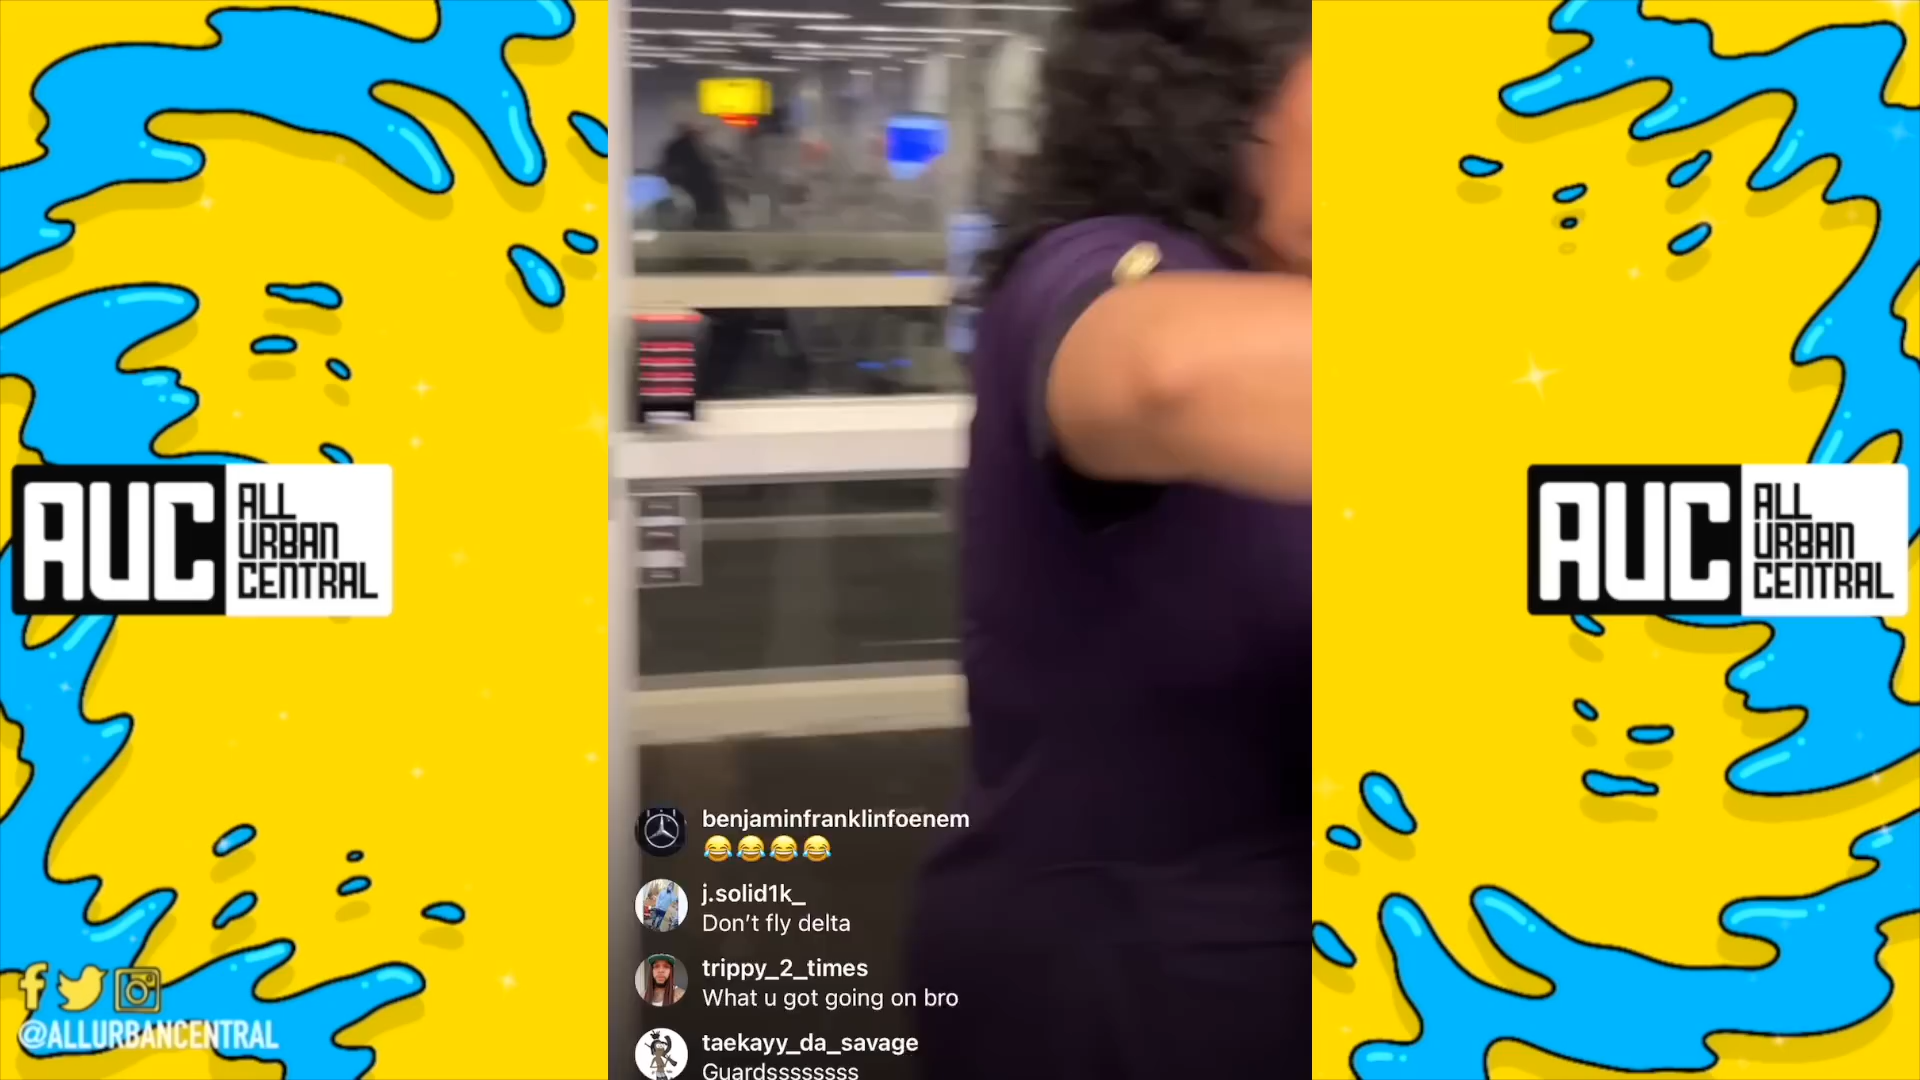 AUC
ALL
URBAN
CENTRAL
@ALLURBANCENTRAL
benjaminfranklinfoenem
😂😂😂😂
j.solid1k_
Don’t fly delta
trippy_2_times
What u got going on bro
taekayy_da_savage
Guardsssssssss
AUC
ALL
URBAN
CENTRAL